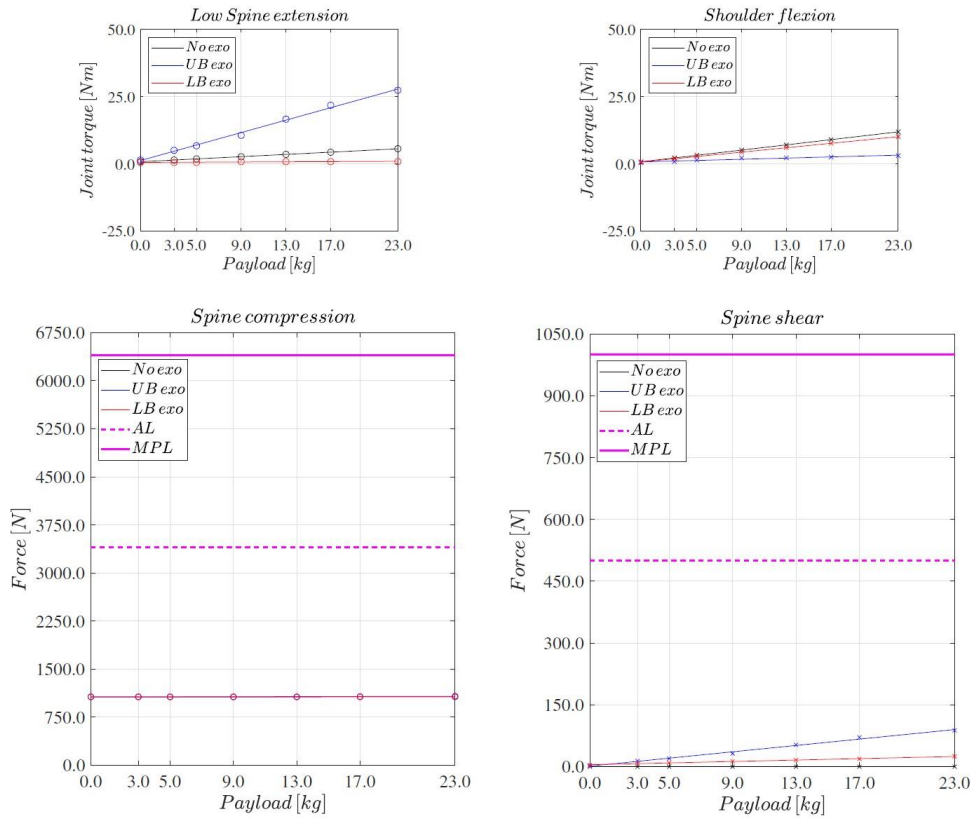 Low Spine extension
50.0
25.0
0.0
-25.0
Joint torque [Nm]
No exo
UB exo
LB exo
0.0 3.0 5.0 9.0 13.0 17.0 23.0
Payload [kg]
Shoulder flexion
50.0
25.0
0.0
-25.0
Joint torque [Nm]
No exo
UB exo
LB exo
0.0 3.0 5.0 9.0 13.0 17.0 23.0
Payload [kg]
Spine compression
6750.0
6000.0
5250.0
4500.0
3750.0
3000.0
2250.0
1500.0
750.0
0.0
Force [N]
No exo
UB exo
LB exo
AL
MPL
0.0 3.0 5.0 9.0 13.0 17.0 23.0
Payload [kg]
Spine shear
1050.0
900.0
750.0
600.0
450.0
300.0
150.0
0.0
Force [N]
No exo
UB exo
LB exo
AL
MPL
0.0 3.0 5.0 9.0 13.0 17.0 23.0
Payload [kg]